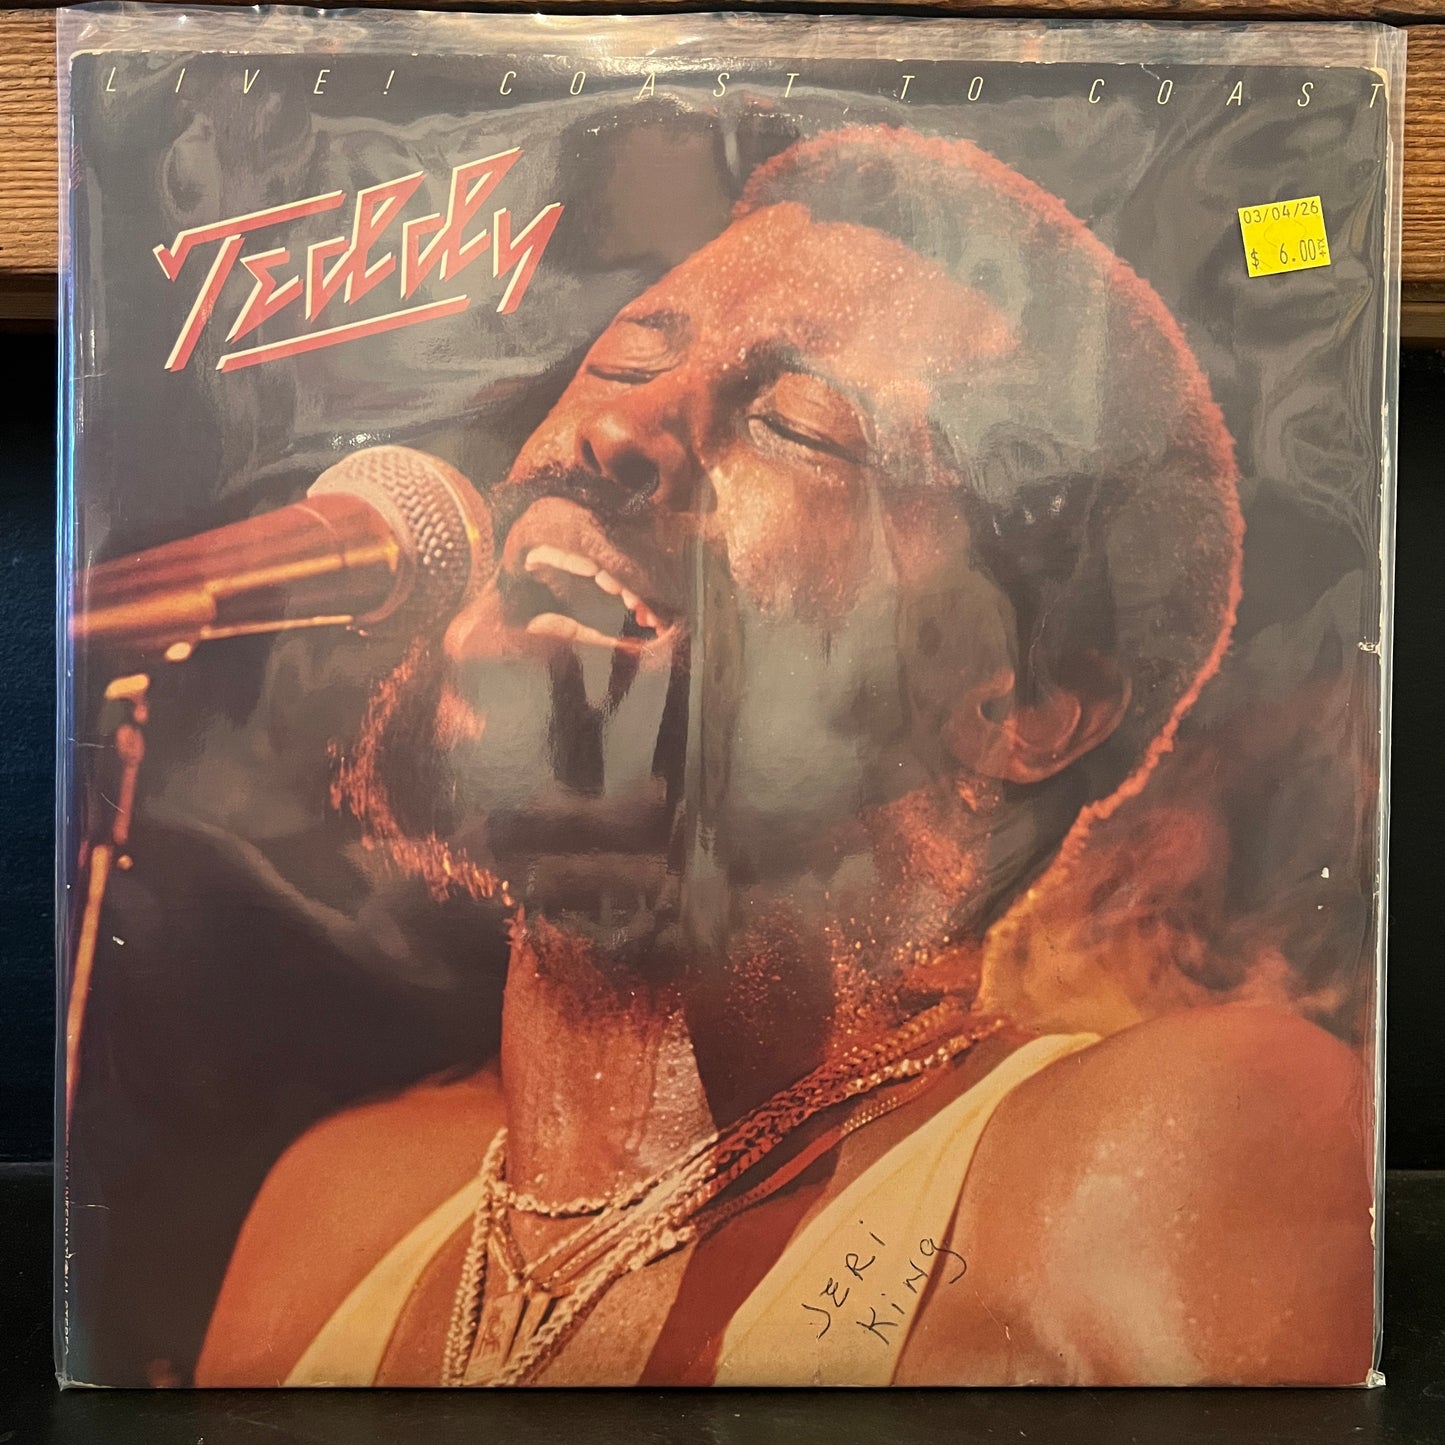 LIVE! COAST TO COAST
Teddy
03/04/26
$ 6.00
JERi
KiNg